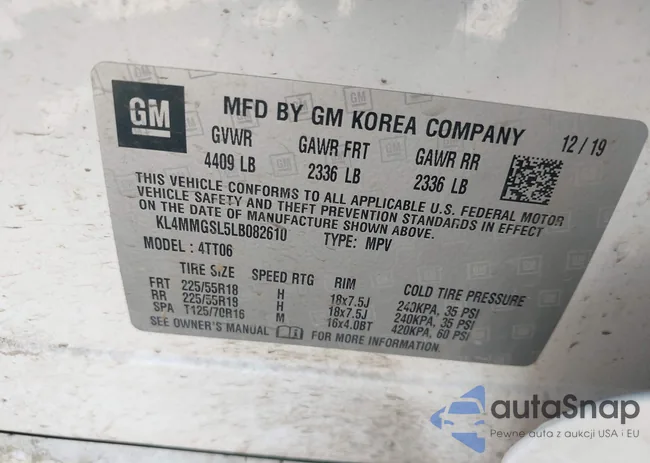 GM
MFD BY GM KOREA COMPANY 12/19
GVWR GAWR FRT GAWR RR
4409 LB 2336 LB 2336 LB
THIS VEHICLE CONFORMS TO ALL APPLICABLE U.S. FEDERAL MOTOR
VEHICLE SAFETY AND THEFT PREVENTION STANDARDS IN EFFECT
ON THE DATE OF MANUFACTURE SHOWN ABOVE.
KL4MMGSL5LB082610 TYPE: MPV
MODEL: 4TT06
TIRE SIZE SPEED RTG RIM COLD TIRE PRESSURE
FRT 225/55R18 H 18x7.5J 240KPA, 35 PSI
RR 225/55R18 H 18x7.5J 240KPA, 35 PSI
SPA T125/70R16 M 16x4.0BT 420KPA, 60 PSI
SEE OWNER'S MANUAL FOR MORE INFORMATION.
autaSnap
Pewne auta z aukcji USA i EU